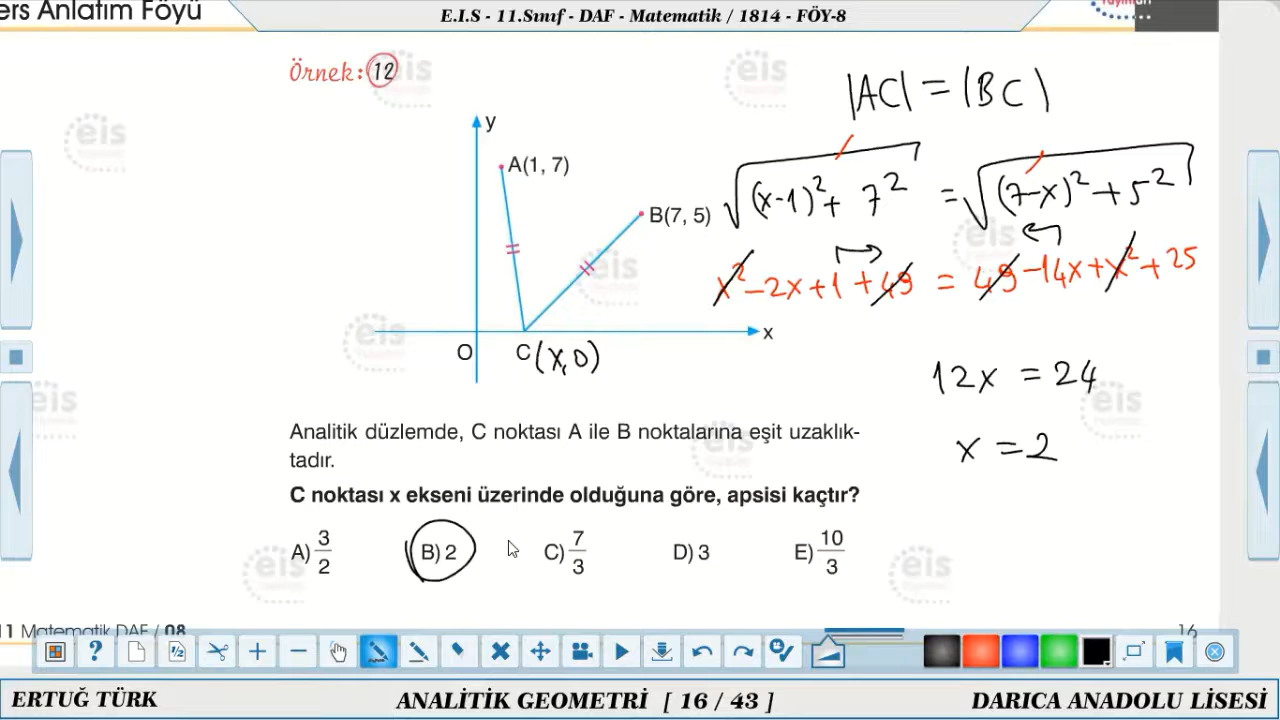 ers Anlatım Föyü
E.I.S - 11.Sınıf - DAF - Matematik / 1814 - FÖY-8
Örnek: 12
|AC| = |BC|
y
A(1, 7)
B(7, 5)
√(x-1)²+ 7² = √(7-x)²+5²
x²-2x+1+49 = 49-14x+x²+25
x
O
C(x,0)
12x = 24
x = 2
Analitik düzlemde, C noktası A ile B noktalarına eşit uzaklık-
tadır.
C noktası x ekseni üzerinde olduğuna göre, apsisi kaçtır?
A) 3/2 B) 2 C) 7/3 D) 3 E) 10/3
11 Matematik DAF / 08
16
ERTUĞ TÜRK
ANALİTİK GEOMETRİ [ 16 / 43 ]
DARICA ANADOLU LİSESİ
eis